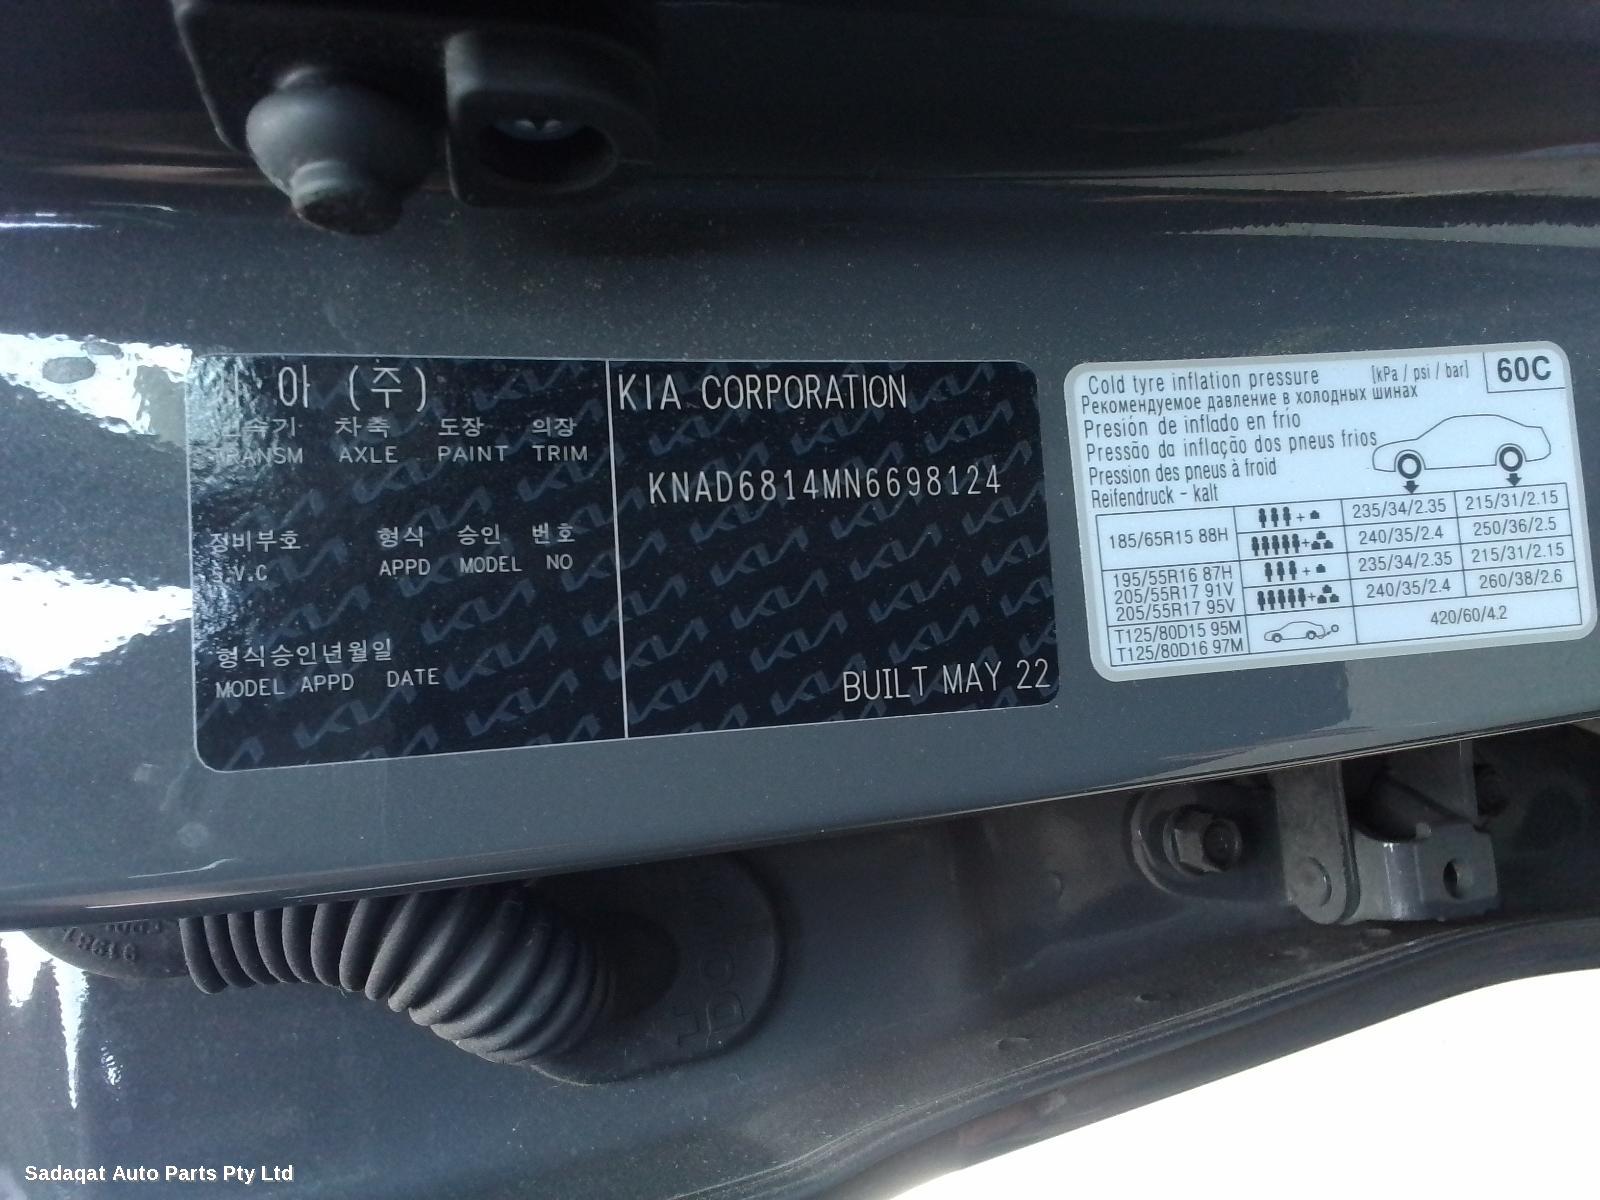 아 (주)
변속기 차축 도장 의장
TRANSM AXLE PAINT TRIM
정비부호 형식 승인 번호
S.V.C APPD MODEL NO
형식승인년월일
MODEL APPD DATE
KIA CORPORATION
KNAD6814MN6698124
BUILT MAY 22
Cold tyre inflation pressure [kPa / psi / bar] 60C
Рекомендуемое давление в холодных шинах
Presión de inflado en frío
Pressão da inflação dos pneus frios
Pression des pneus à froid
Reifendruck - kalt
185/65R15 88H + 235/34/2.35 215/31/2.15
+ 240/35/2.4 250/36/2.5
195/55R16 87H + 235/34/2.35 215/31/2.15
205/55R17 91V
205/55R17 95V + 240/35/2.4 260/38/2.6
T125/80D15 95M 420/60/4.2
T125/80D16 97M
Sadaqat Auto Parts Pty Ltd